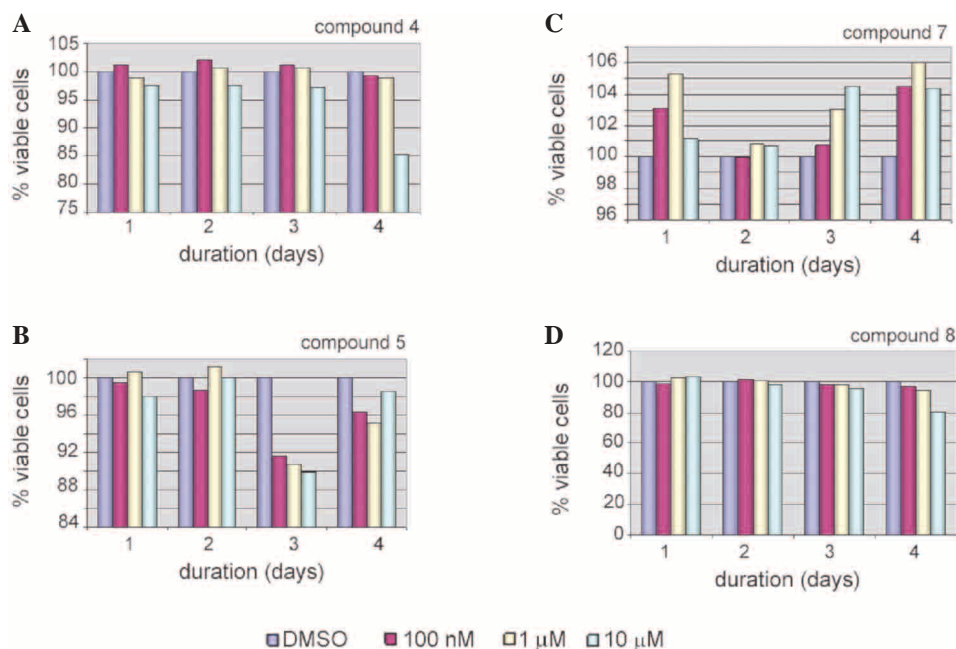 A
compound 4
% viable cells
105
100
95
90
85
80
75
1 2 3 4
duration (days)
C
compound 7
% viable cells
106
104
102
100
98
96
1 2 3 4
duration (days)
B
compound 5
% viable cells
100
96
92
88
84
1 2 3 4
duration (days)
D
compound 8
% viable cells
120
100
80
60
40
20
0
1 2 3 4
duration (days)
DMSO 100 nM 1 µM 10 µM